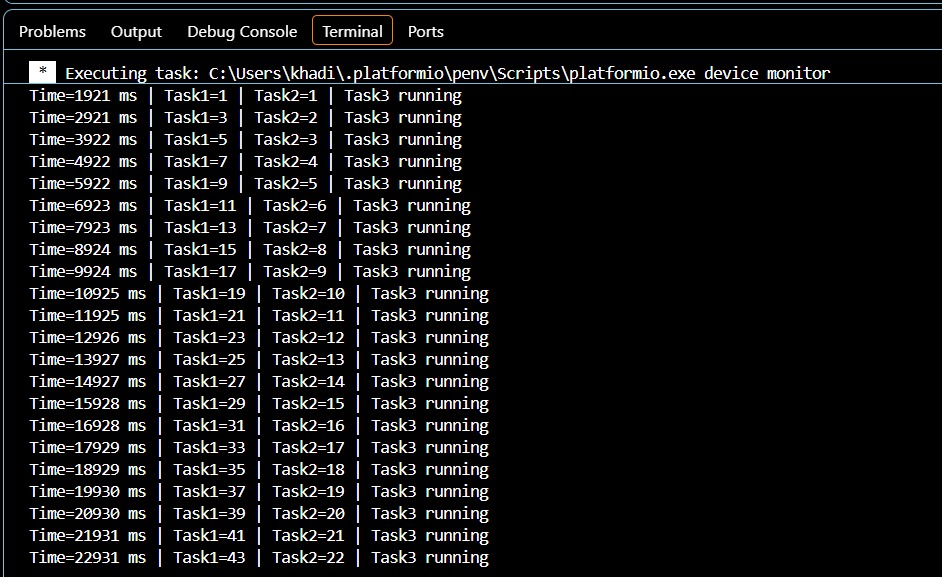 Problems Output Debug Console Terminal Ports
* Executing task: C:\Users\khadi\.platformio\penv\Scripts\platformio.exe device monitor
Time=1921 ms | Task1=1 | Task2=1 | Task3 running
Time=2921 ms | Task1=3 | Task2=2 | Task3 running
Time=3922 ms | Task1=5 | Task2=3 | Task3 running
Time=4922 ms | Task1=7 | Task2=4 | Task3 running
Time=5922 ms | Task1=9 | Task2=5 | Task3 running
Time=6923 ms | Task1=11 | Task2=6 | Task3 running
Time=7923 ms | Task1=13 | Task2=7 | Task3 running
Time=8924 ms | Task1=15 | Task2=8 | Task3 running
Time=9924 ms | Task1=17 | Task2=9 | Task3 running
Time=10925 ms | Task1=19 | Task2=10 | Task3 running
Time=11925 ms | Task1=21 | Task2=11 | Task3 running
Time=12926 ms | Task1=23 | Task2=12 | Task3 running
Time=13927 ms | Task1=25 | Task2=13 | Task3 running
Time=14927 ms | Task1=27 | Task2=14 | Task3 running
Time=15928 ms | Task1=29 | Task2=15 | Task3 running
Time=16928 ms | Task1=31 | Task2=16 | Task3 running
Time=17929 ms | Task1=33 | Task2=17 | Task3 running
Time=18929 ms | Task1=35 | Task2=18 | Task3 running
Time=19930 ms | Task1=37 | Task2=19 | Task3 running
Time=20930 ms | Task1=39 | Task2=20 | Task3 running
Time=21931 ms | Task1=41 | Task2=21 | Task3 running
Time=22931 ms | Task1=43 | Task2=22 | Task3 running